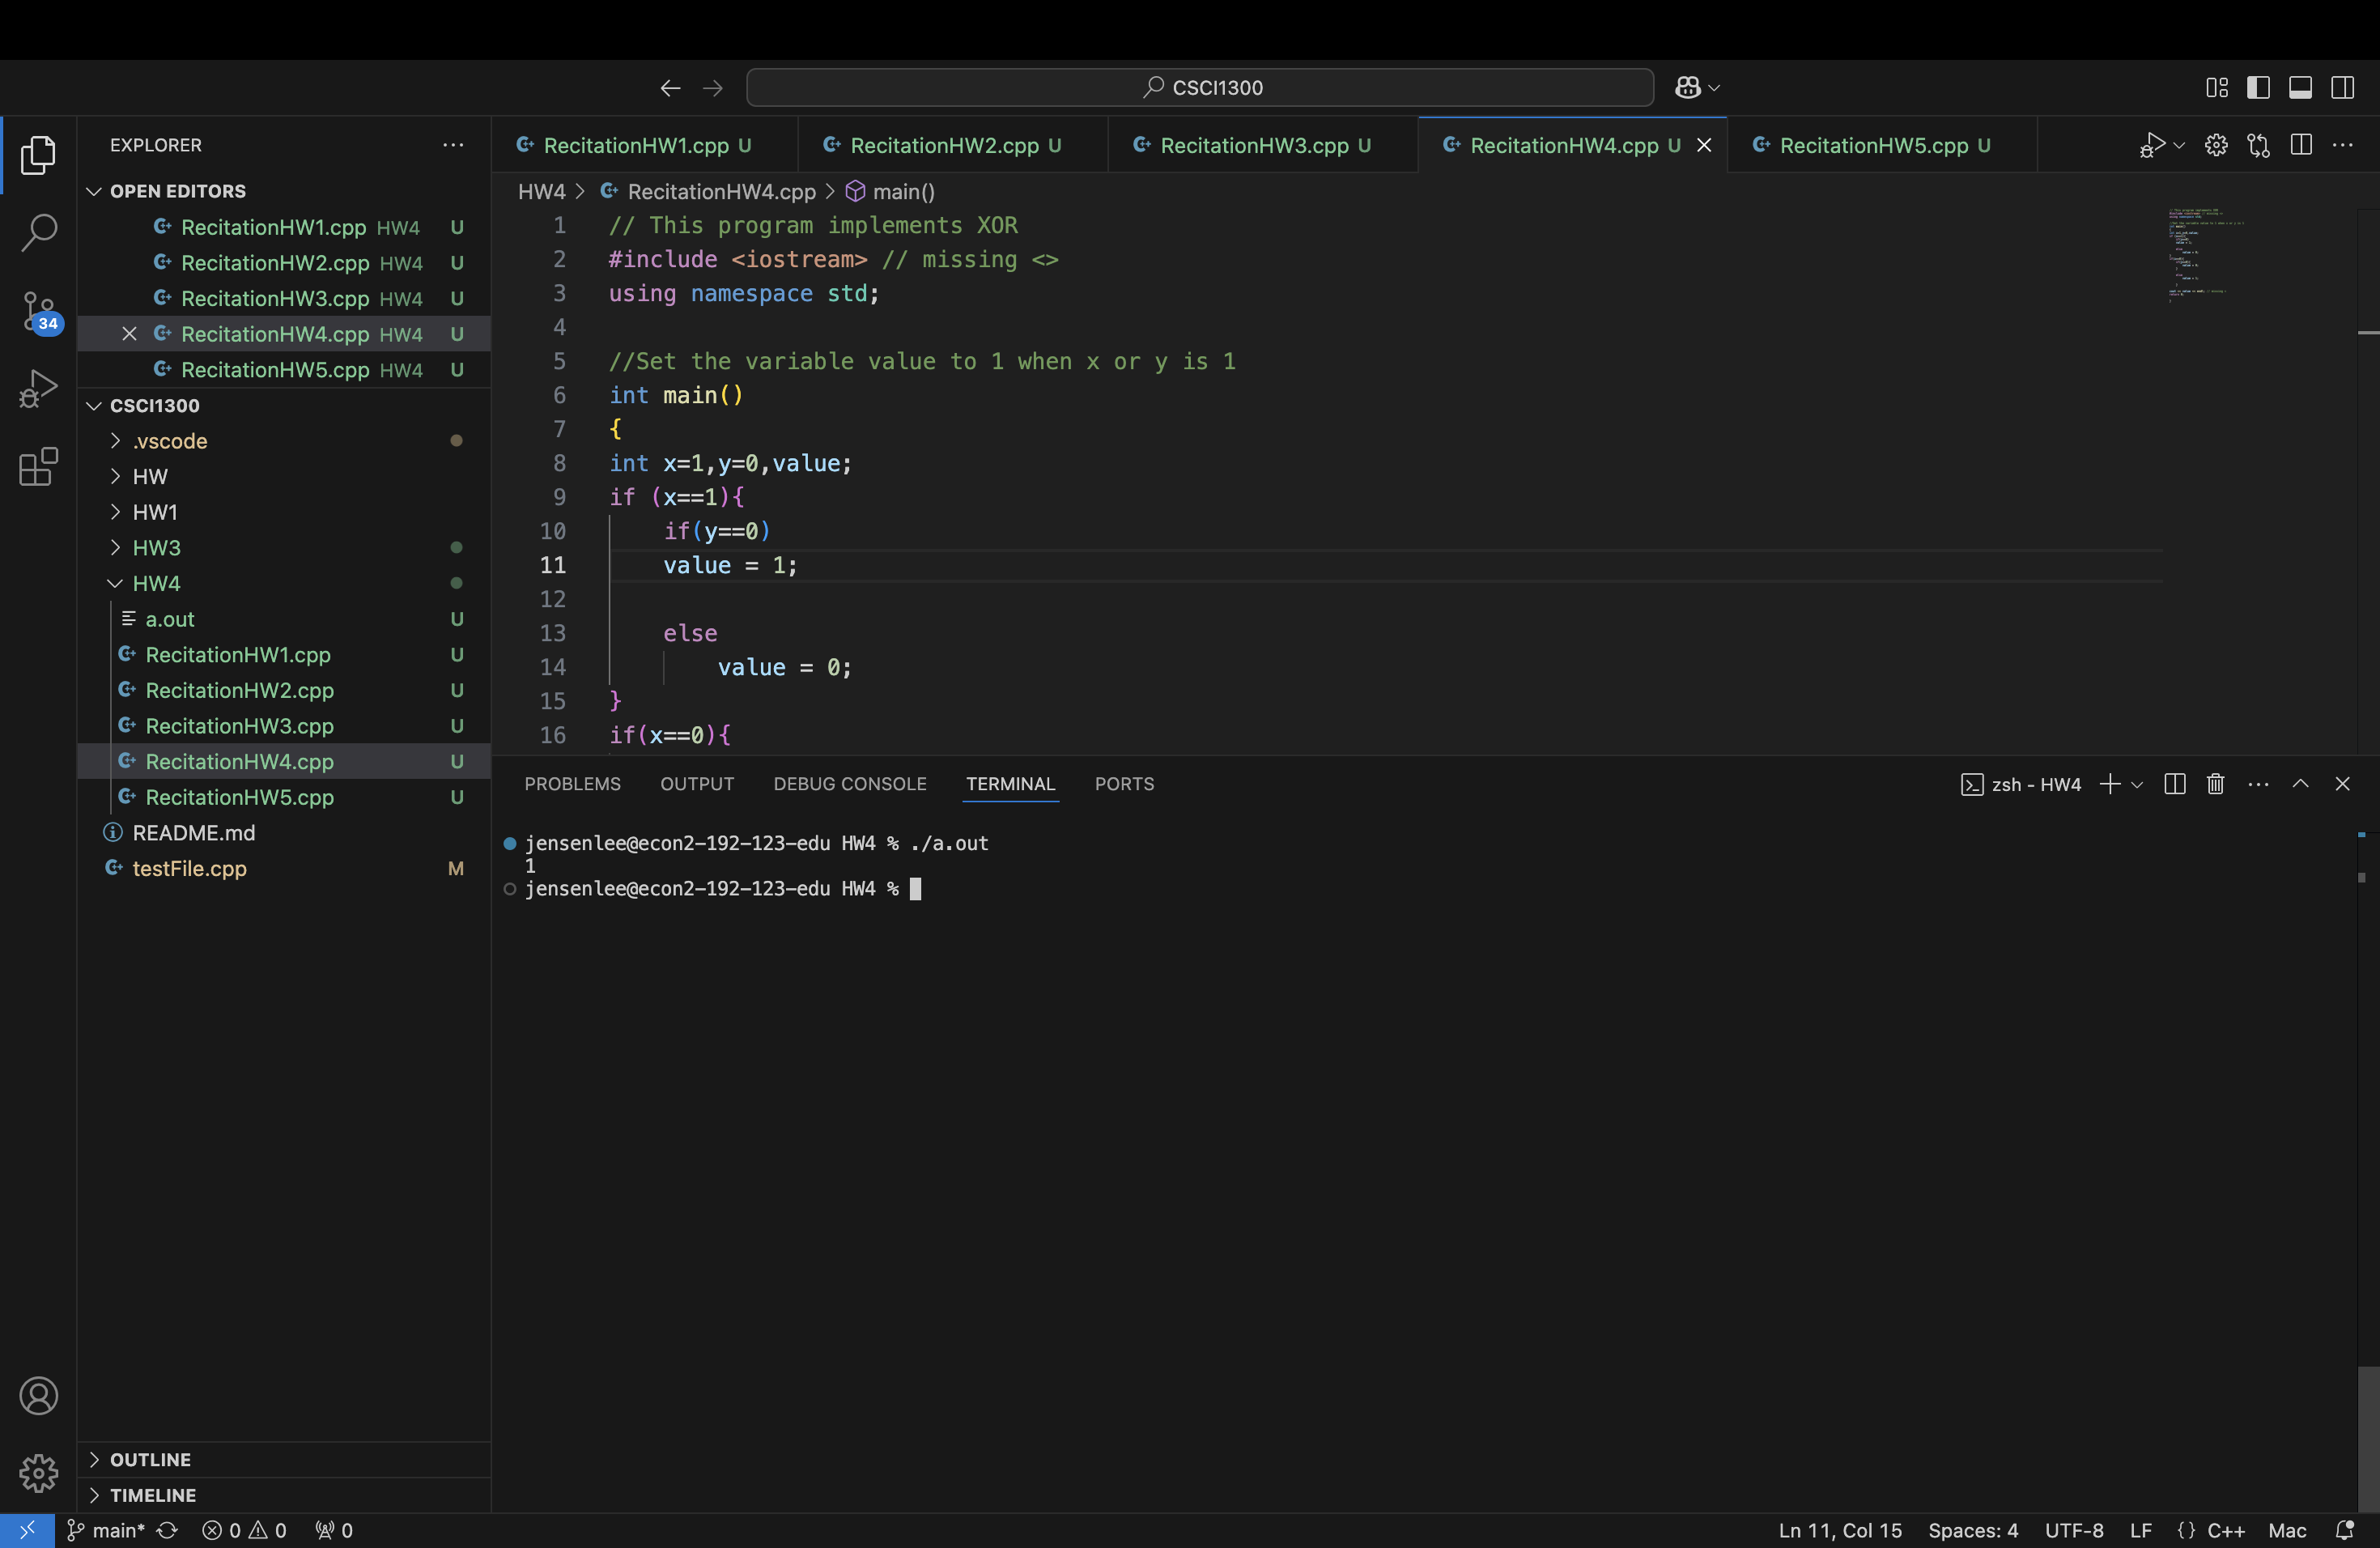 CSCI1300
EXPLORER
OPEN EDITORS
RecitationHW1.cpp HW4 U
RecitationHW2.cpp HW4 U
RecitationHW3.cpp HW4 U
RecitationHW4.cpp HW4 U
RecitationHW5.cpp HW4 U
CSCI1300
.vscode
HW
HW1
HW3
HW4
a.out U
RecitationHW1.cpp U
RecitationHW2.cpp U
RecitationHW3.cpp U
RecitationHW4.cpp U
RecitationHW5.cpp U
README.md
testFile.cpp M
OUTLINE
TIMELINE
34
RecitationHW1.cpp U RecitationHW2.cpp U RecitationHW3.cpp U RecitationHW4.cpp U RecitationHW5.cpp U
HW4 > RecitationHW4.cpp > main()
1 // This program implements XOR
2 #include <iostream> // missing <>
3 using namespace std;
4
5 //Set the variable value to 1 when x or y is 1
6 int main()
7 {
8 int x=1,y=0,value;
9 if (x==1){
10 if(y==0)
11 value = 1;
12
13 else
14 value = 0;
15 }
16 if(x==0){
PROBLEMS OUTPUT DEBUG CONSOLE TERMINAL PORTS zsh - HW4
jensenlee@econ2-192-123-edu HW4 % ./a.out
1
jensenlee@econ2-192-123-edu HW4 %
main* 0 0 0 Ln 11, Col 15 Spaces: 4 UTF-8 LF {} C++ Mac